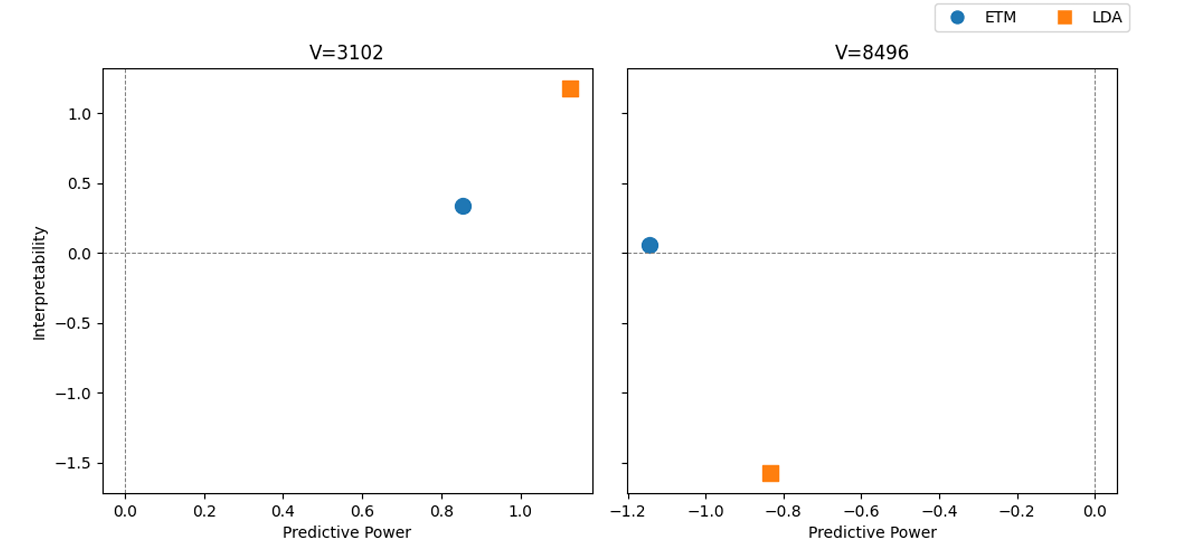 ETM LDA
V=3102
V=8496
Interpretability
1.0
0.5
0.0
−0.5
−1.0
−1.5
0.0 0.2 0.4 0.6 0.8 1.0
Predictive Power
−1.2 −1.0 −0.8 −0.6 −0.4 −0.2 0.0
Predictive Power